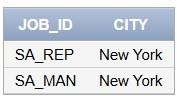 JOB_ID CITY
SA_REP New York
SA_MAN New York